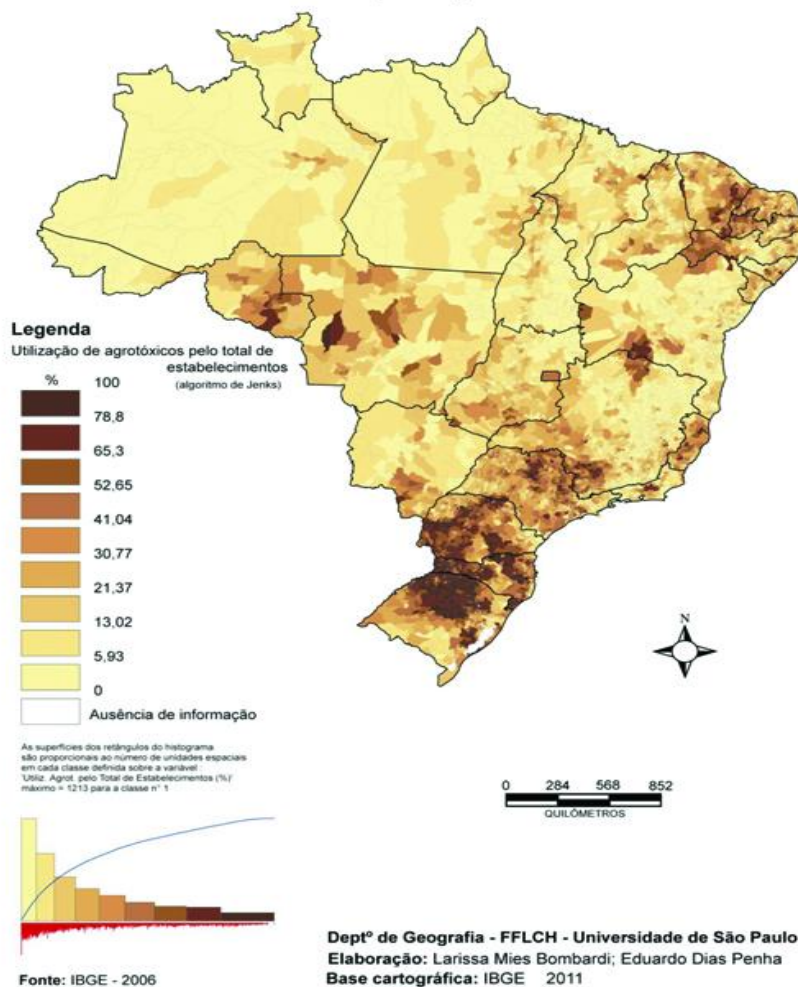 Legenda
Utilização de agrotóxicos pelo total de
estabelecimentos
(algoritmo de Jenks)
%
100
78,8
65,3
52,65
41,04
30,77
21,37
13,02
5,93
0
Ausência de informação
As superfícies dos retângulos do histograma
são proporcionais ao número de unidades espaciais
em cada classe definida sobre a variável :
'Utiliz. Agrot. pelo Total de Estabelecimentos (%)'
máximo = 1213 para a classe n° 1
N
0 284 568 852
QUILÔMETROS
Deptº de Geografia - FFLCH - Universidade de São Paulo
Elaboração: Larissa Mies Bombardi; Eduardo Dias Penha
Fonte: IBGE - 2006
Base cartográfica: IBGE 2011